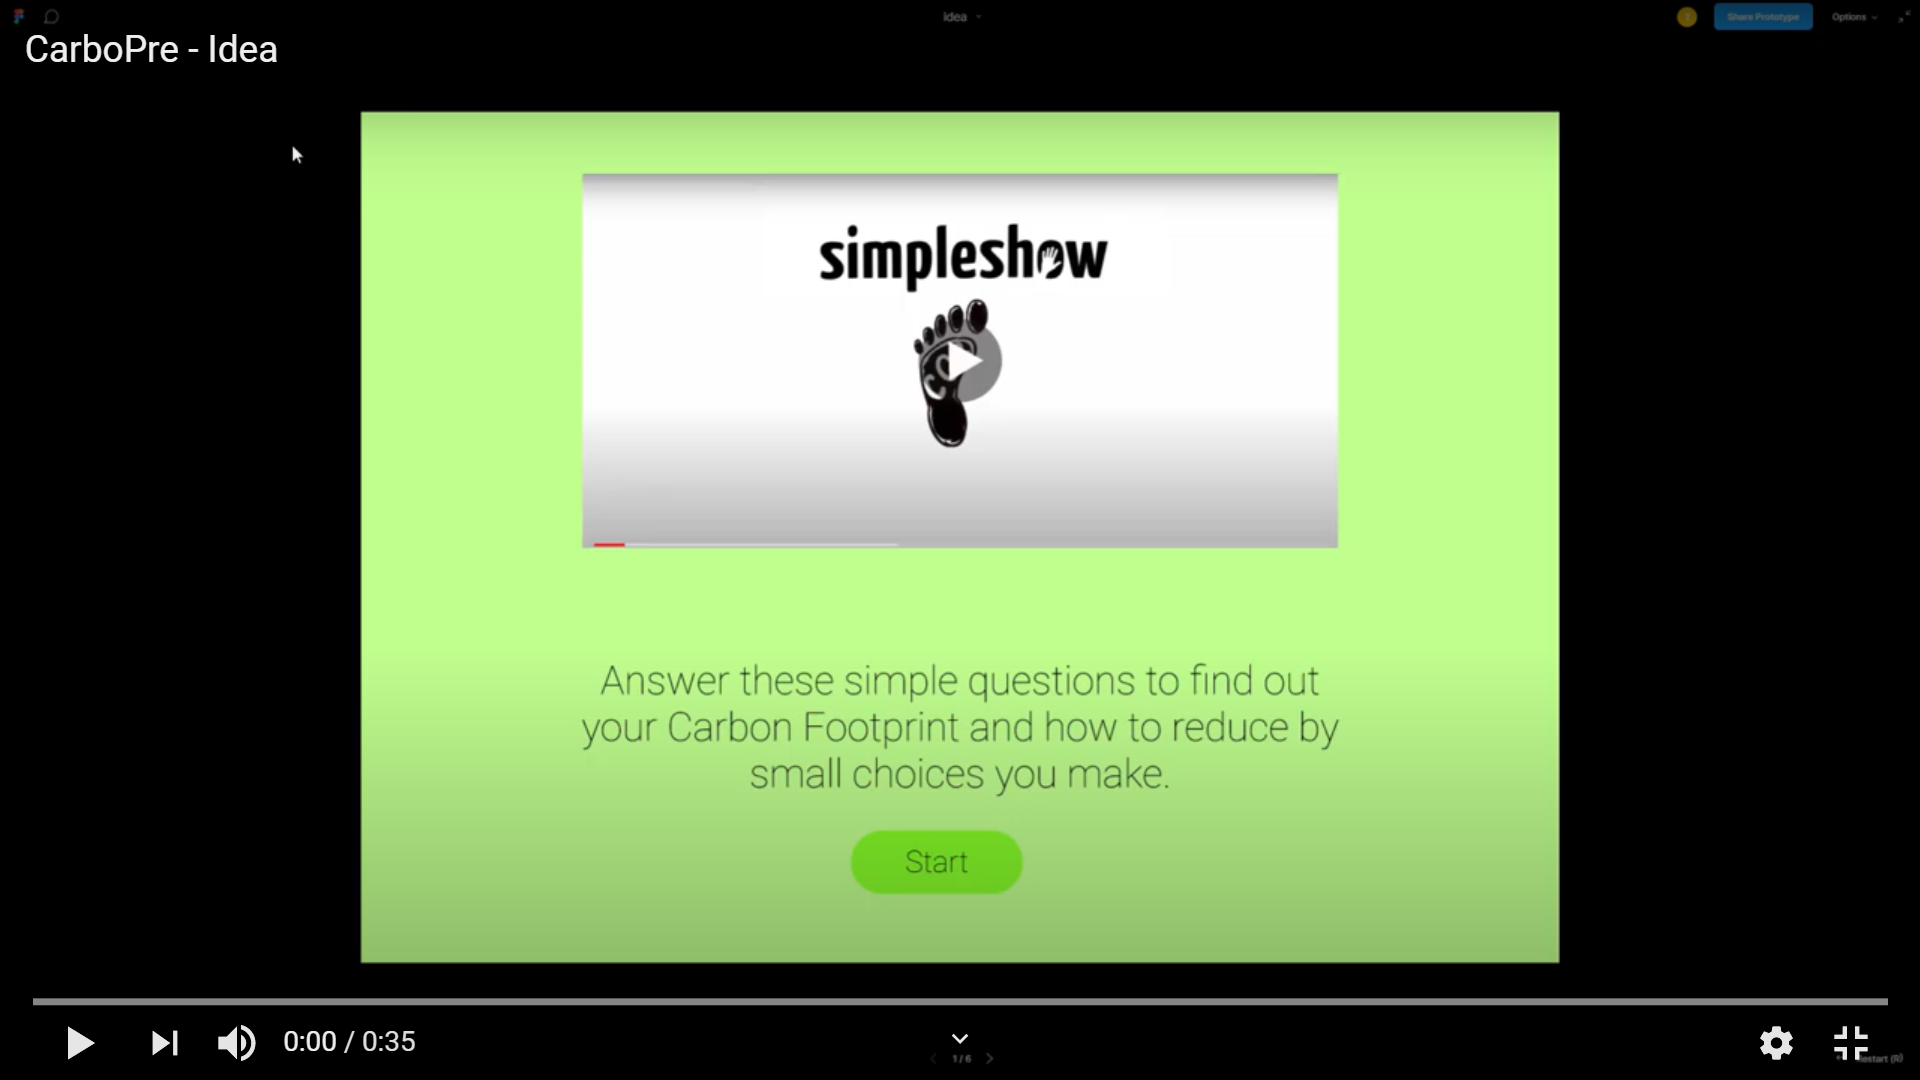 Idea
Share Prototype
Options
CarboPre - Idea
simpleshow
Answer these simple questions to find out
your Carbon Footprint and how to reduce by
small choices you make.
Start
0:00 / 0:35
1 / 6